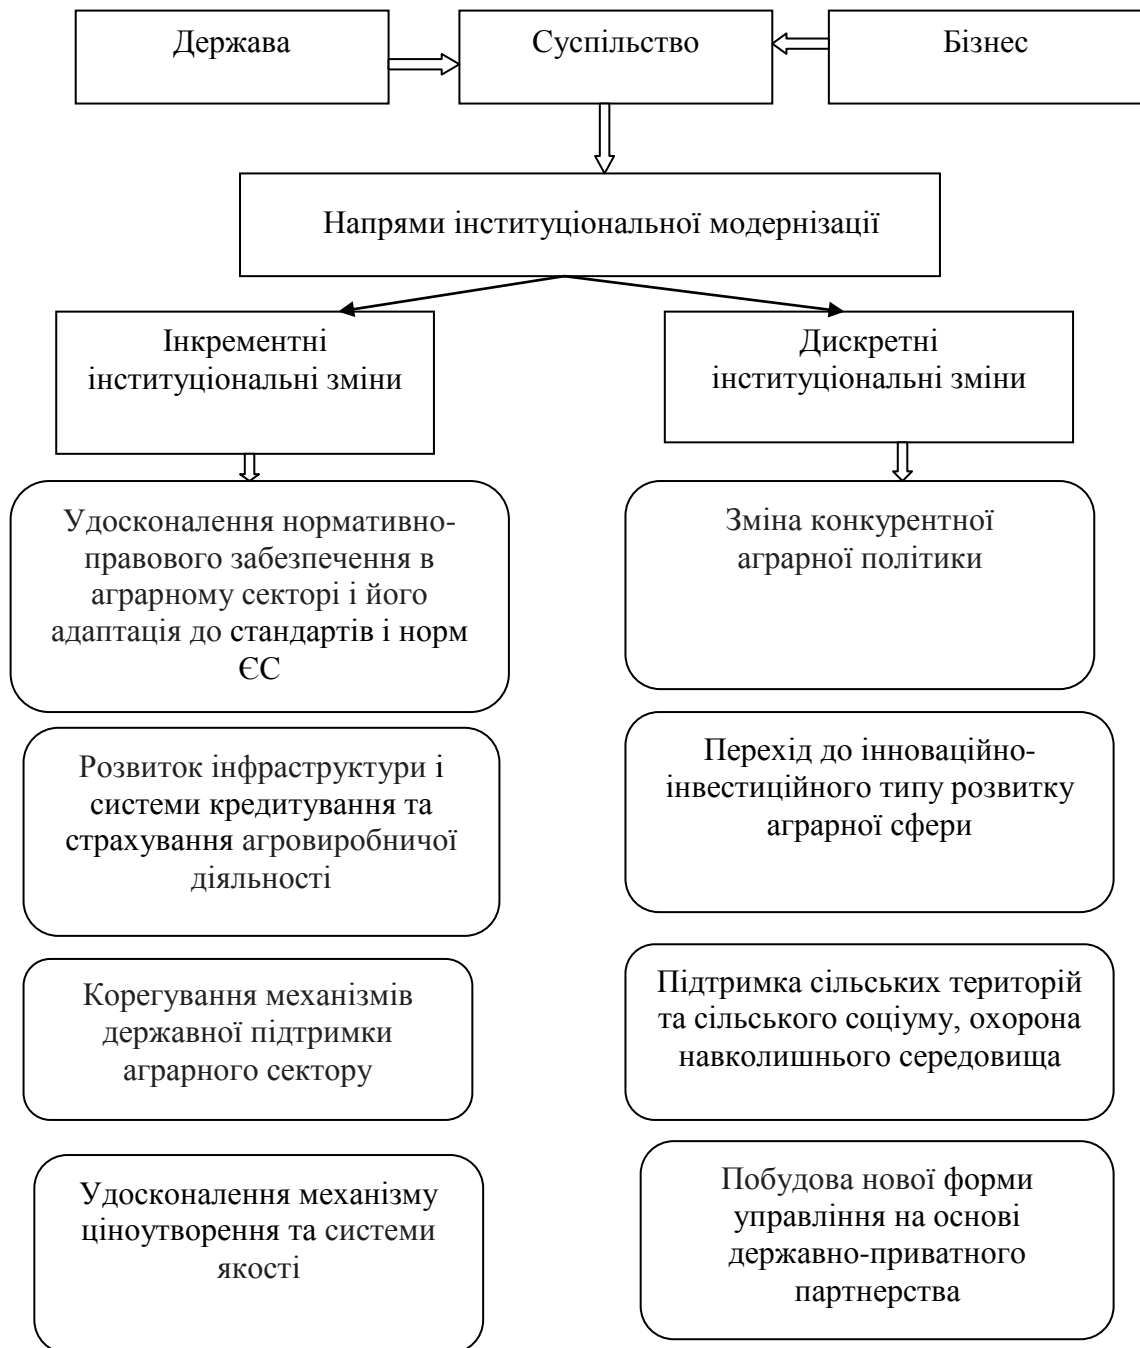 Держава
Суспільство
Бізнес
Напрями інституціональної модернізації
Інкрементні
інституціональні зміни
Дискретні
інституціональні зміни
Удосконалення нормативно-
правового забезпечення в
аграрному секторі і його
адаптація до стандартів і норм
ЄС
Зміна конкурентної
аграрної політики
Розвиток інфраструктури і
системи кредитування та
страхування агровиробничої
діяльності
Перехід до інноваційно-
інвестиційного типу розвитку
аграрної сфери
Корегування механізмів
державної підтримки
аграрного сектору
Підтримка сільських територій
та сільського соціуму, охорона
навколишнього середовища
Удосконалення механізму
ціноутворення та системи
якості
Побудова нової форми
управління на основі
державно-приватного
партнерства